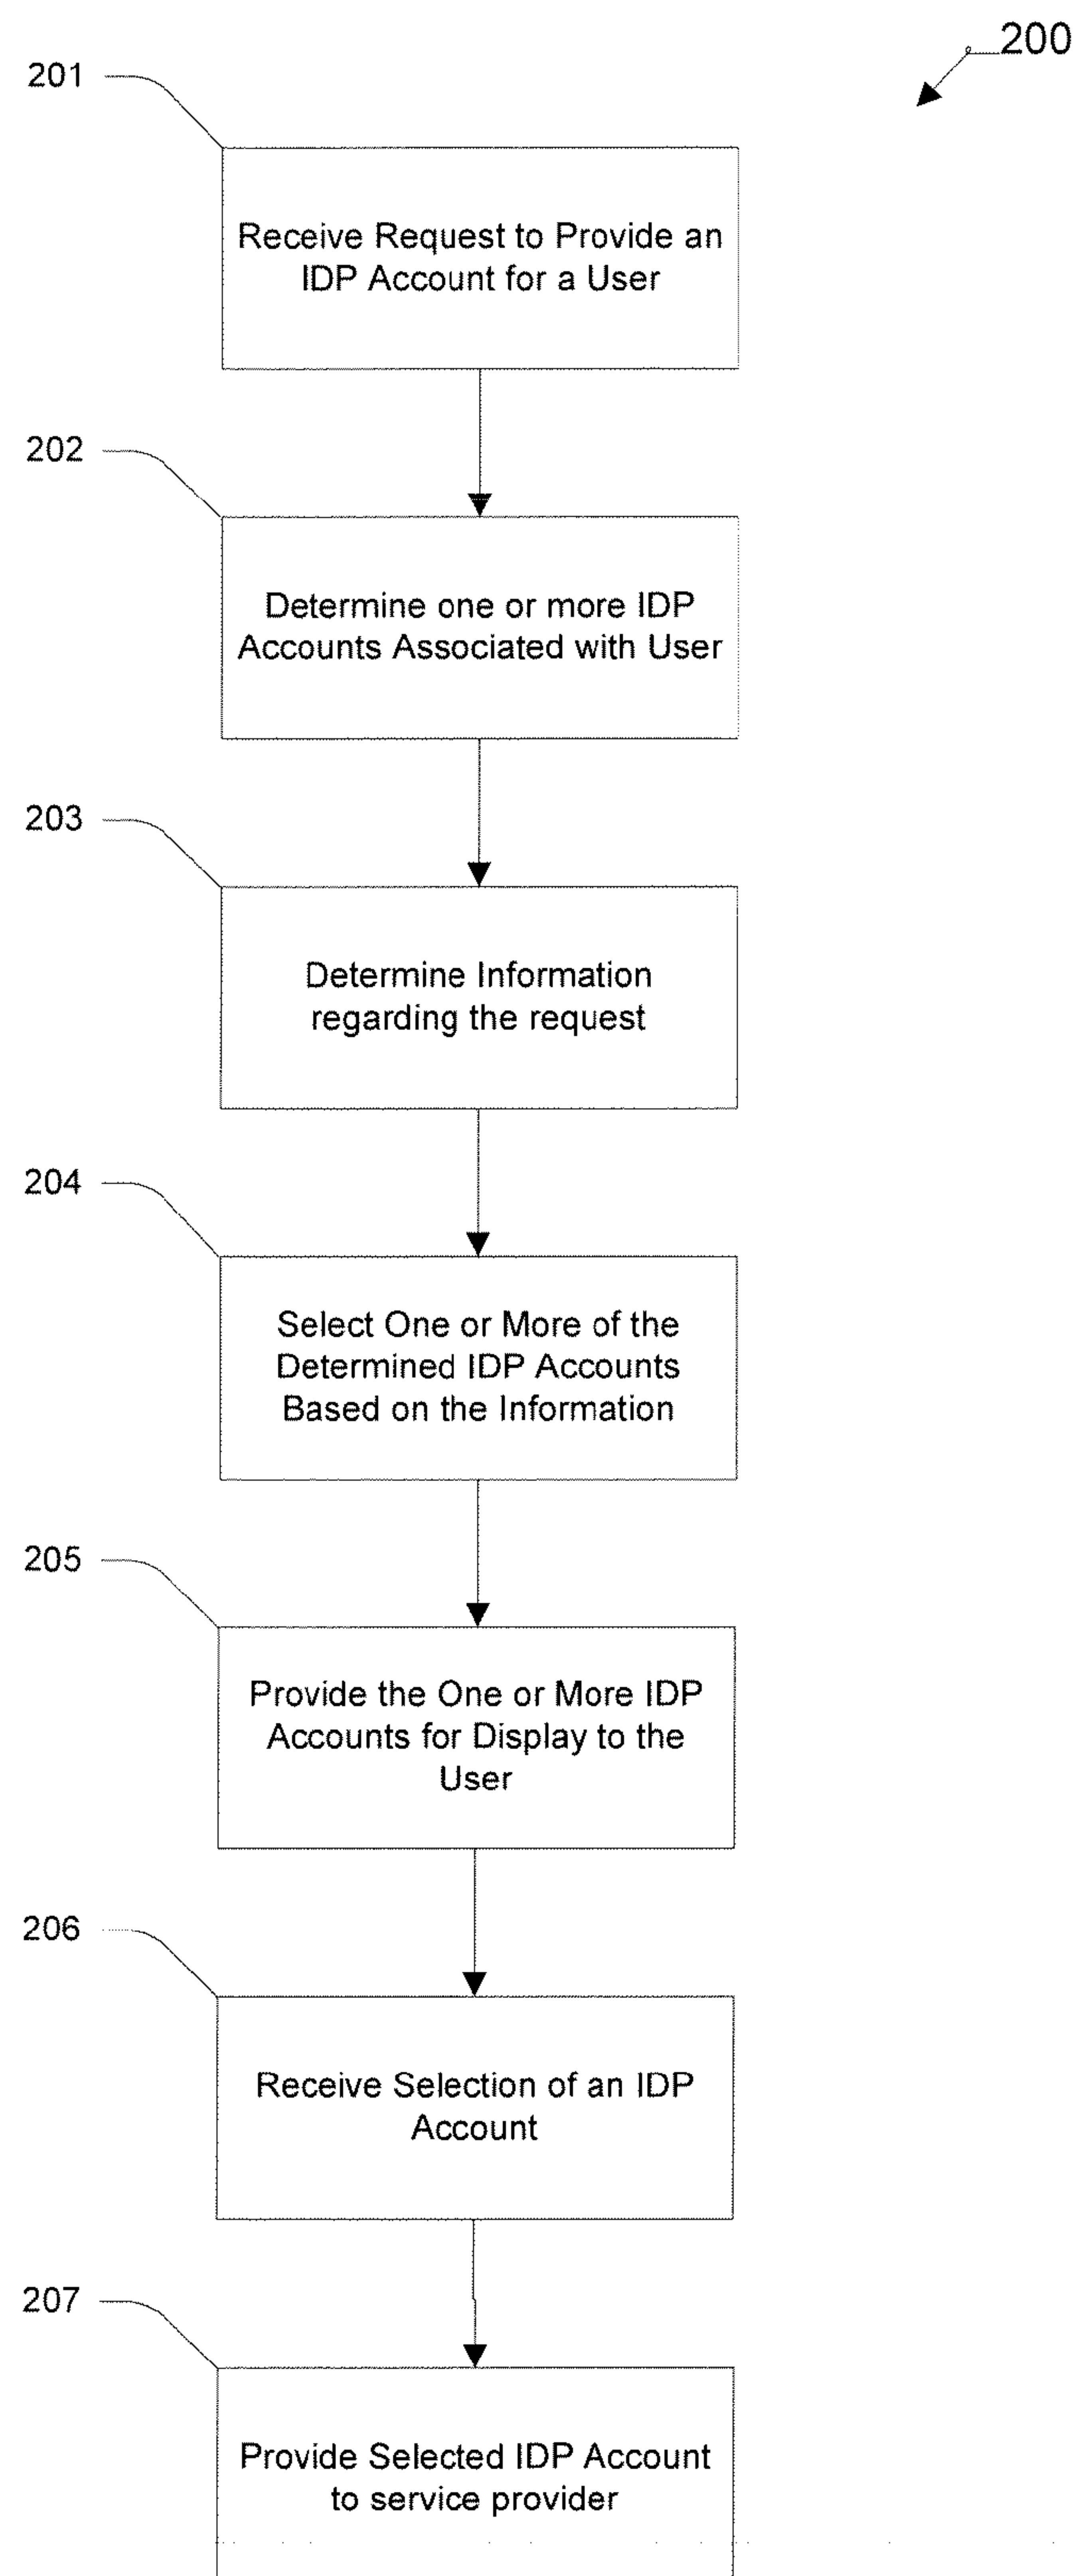 200
201
Receive Request to Provide an
IDP Account for a User
202
Determine one or more IDP
Accounts Associated with User
203
Determine Information
regarding the request
204
Select One or More of the
Determined IDP Accounts
Based on the Information
205
Provide the One or More IDP
Accounts for Display to the
User
206
Receive Selection of an IDP
Account
207
Provide Selected IDP Account
to service provider